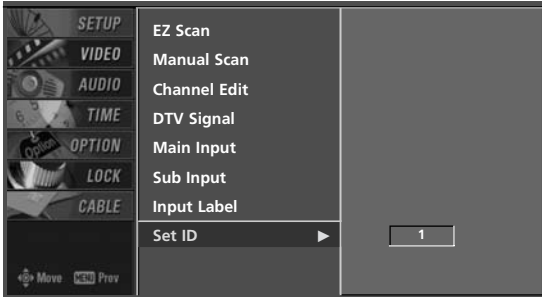 SETUP
VIDEO
AUDIO
TIME
OPTION
LOCK
CABLE
Move MENU Prev
EZ Scan
Manual Scan
Channel Edit
DTV Signal
Main Input
Sub Input
Input Label
Set ID ▶
1